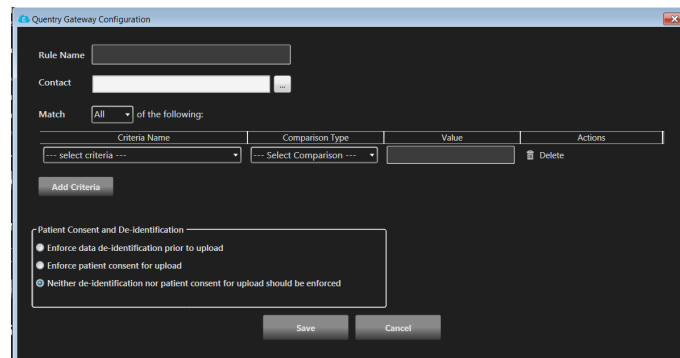 Quentry Gateway Configuration
Rule Name
Contact
...
Match All of the following:
Criteria Name Comparison Type Value Actions
--- select criteria --- --- Select Comparison --- Delete
Add Criteria
Patient Consent and De-identification
Enforce data de-identification prior to upload
Enforce patient consent for upload
Neither de-identification nor patient consent for upload should be enforced
Save Cancel